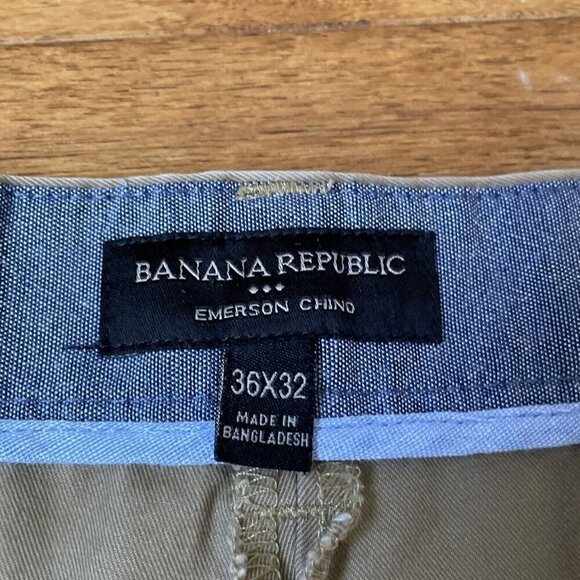 BANANA REPUBLIC
EMERSON CHINO
36X32
MADE IN
BANGLADESH